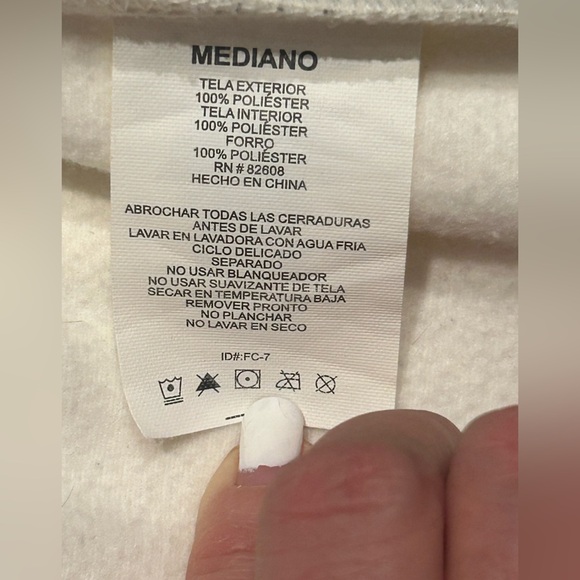 MEDIANO
TELA EXTERIOR
100% POLIÉSTER
TELA INTERIOR
100% POLIÉSTER
FORRO
100% POLIÉSTER
RN # 82608
HECHO EN CHINA
ABROCHAR TODAS LAS CERRADURAS
ANTES DE LAVAR
LAVAR EN LAVADORA CON AGUA FRIA
CICLO DELICADO
SEPARADO
NO USAR BLANQUEADOR
NO USAR SUAVIZANTE DE TELA
SECAR EN TEMPERATURA BAJA
REMOVER PRONTO
NO PLANCHAR
NO LAVAR EN SECO
ID#:FC-7